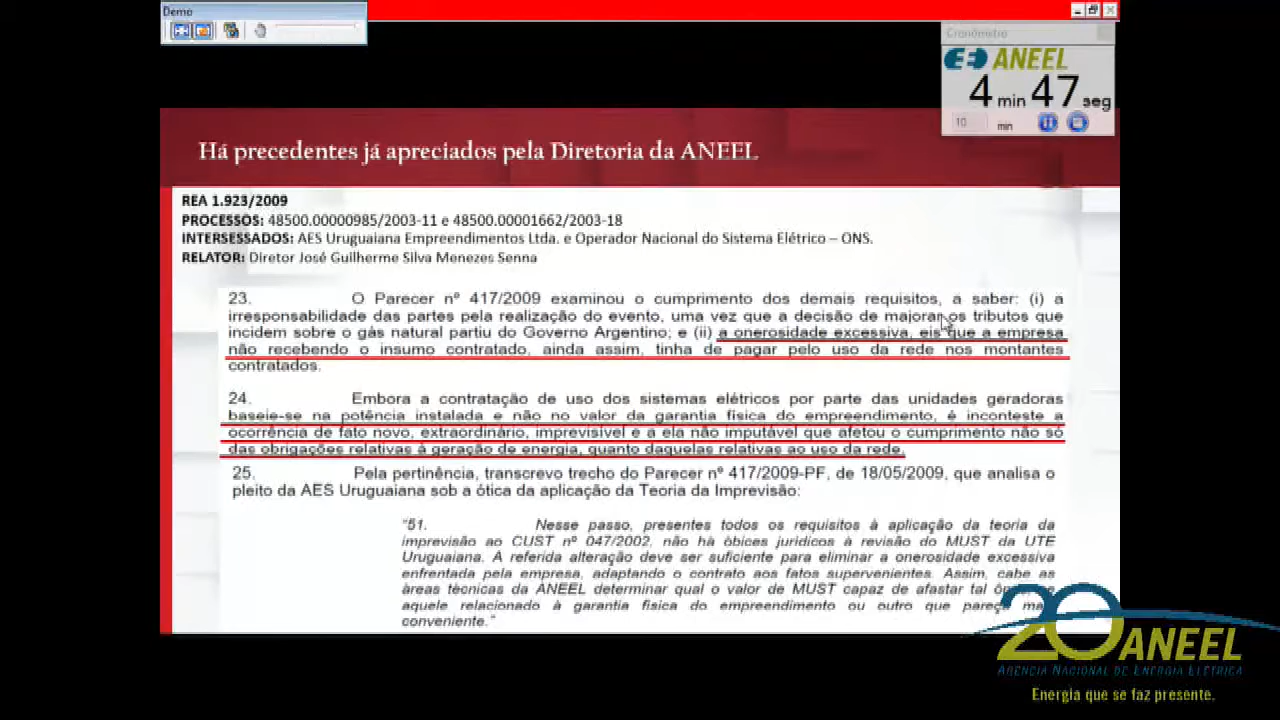 Demo
Cronômetro
ANEEL
4 min 47 seg
10 min
Há precedentes já apreciados pela Diretoria da ANEEL
REA 1.923/2009
PROCESSOS: 48500.00000985/2003-11 e 48500.00001662/2003-18
INTERSESSADOS: AES Uruguaiana Empreendimentos Ltda. e Operador Nacional do Sistema Elétrico – ONS.
RELATOR: Diretor José Guilherme Silva Menezes Senna
23. O Parecer nº 417/2009 examinou o cumprimento dos demais requisitos, a saber: (i) a
irresponsabilidade das partes pela realização do evento, uma vez que a decisão de majorar os tributos que
incidem sobre o gás natural partiu do Governo Argentino; e (ii) a onerosidade excessiva, eis que a empresa
não recebendo o insumo contratado, ainda assim, tinha de pagar pelo uso da rede nos montantes
contratados.
24. Embora a contratação de uso dos sistemas elétricos por parte das unidades geradoras
baseie-se na potência instalada e não no valor da garantia física do empreendimento, é inconteste a
ocorrência de fato novo, extraordinário, imprevisível e a ela não imputável que afetou o cumprimento não só
das obrigações relativas à geração de energia, quanto daquelas relativas ao uso da rede.
25. Pela pertinência, transcrevo trecho do Parecer nº 417/2009-PF, de 18/05/2009, que analisa o
pleito da AES Uruguaiana sob a ótica da aplicação da Teoria da Imprevisão:
"51. Nesse passo, presentes todos os requisitos à aplicação da teoria da
imprevisão ao CUST nº 047/2002, não há óbices jurídicos à revisão do MUST da UTE
Uruguaiana. A referida alteração deve ser suficiente para eliminar a onerosidade excessiva
enfrentada pela empresa, adaptando o contrato aos fatos supervenientes. Assim, cabe as
áreas técnicas da ANEEL determinar qual o valor de MUST capaz de afastar tal
aquele relacionado à garantia física do empreendimento ou outro que
conveniente."
20 ANEEL
AGÊNCIA NACIONAL DE ENERGIA ELÉTRICA
Energia que se faz presente.